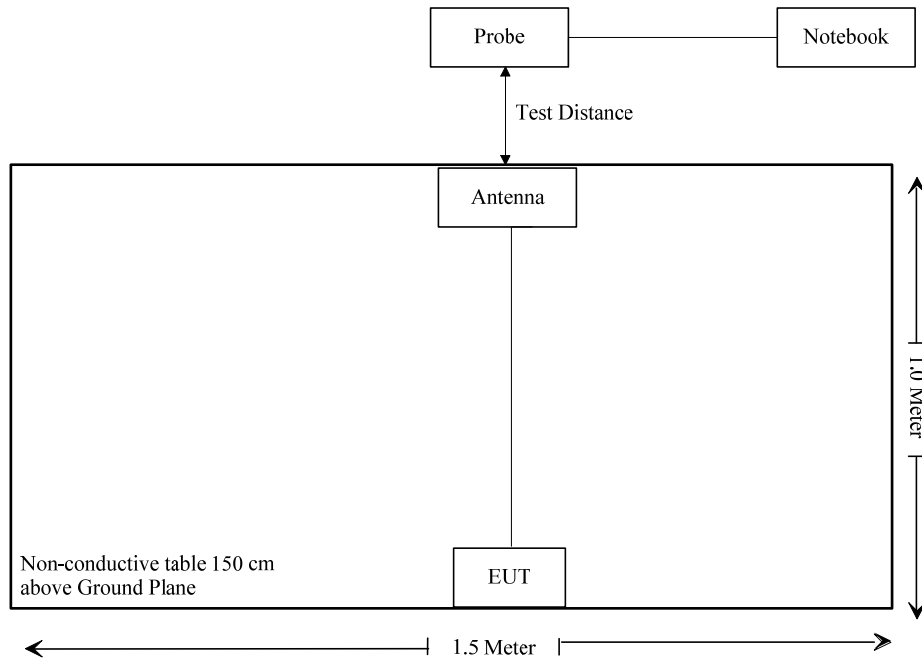 Probe
Notebook
Test Distance
Antenna
1.0 Meter
Non-conductive table 150 cm
above Ground Plane
EUT
1.5 Meter